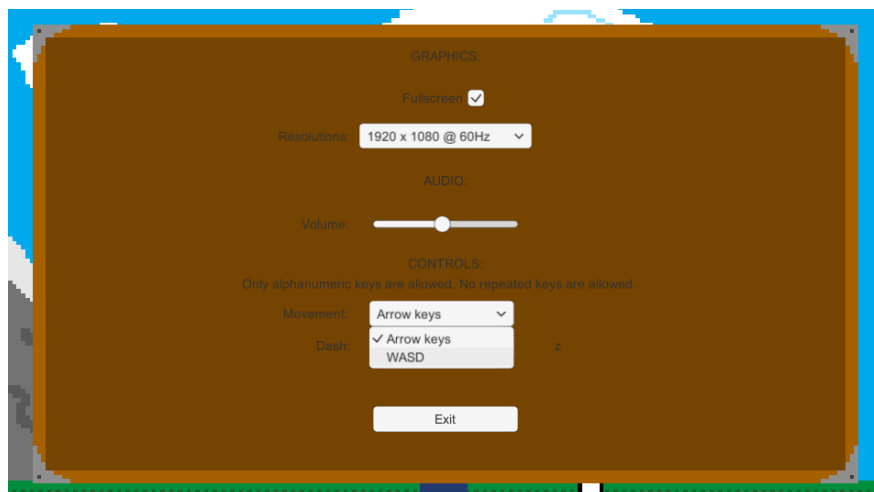 GRAPHICS:
Fullscreen
Resolutions: 1920 x 1080 @ 60Hz
AUDIO:
Volume:
CONTROLS:
Only alphanumeric keys are allowed. No repeated keys are allowed.
Movement: Arrow keys
Arrow keys
Dash: z
WASD
Exit